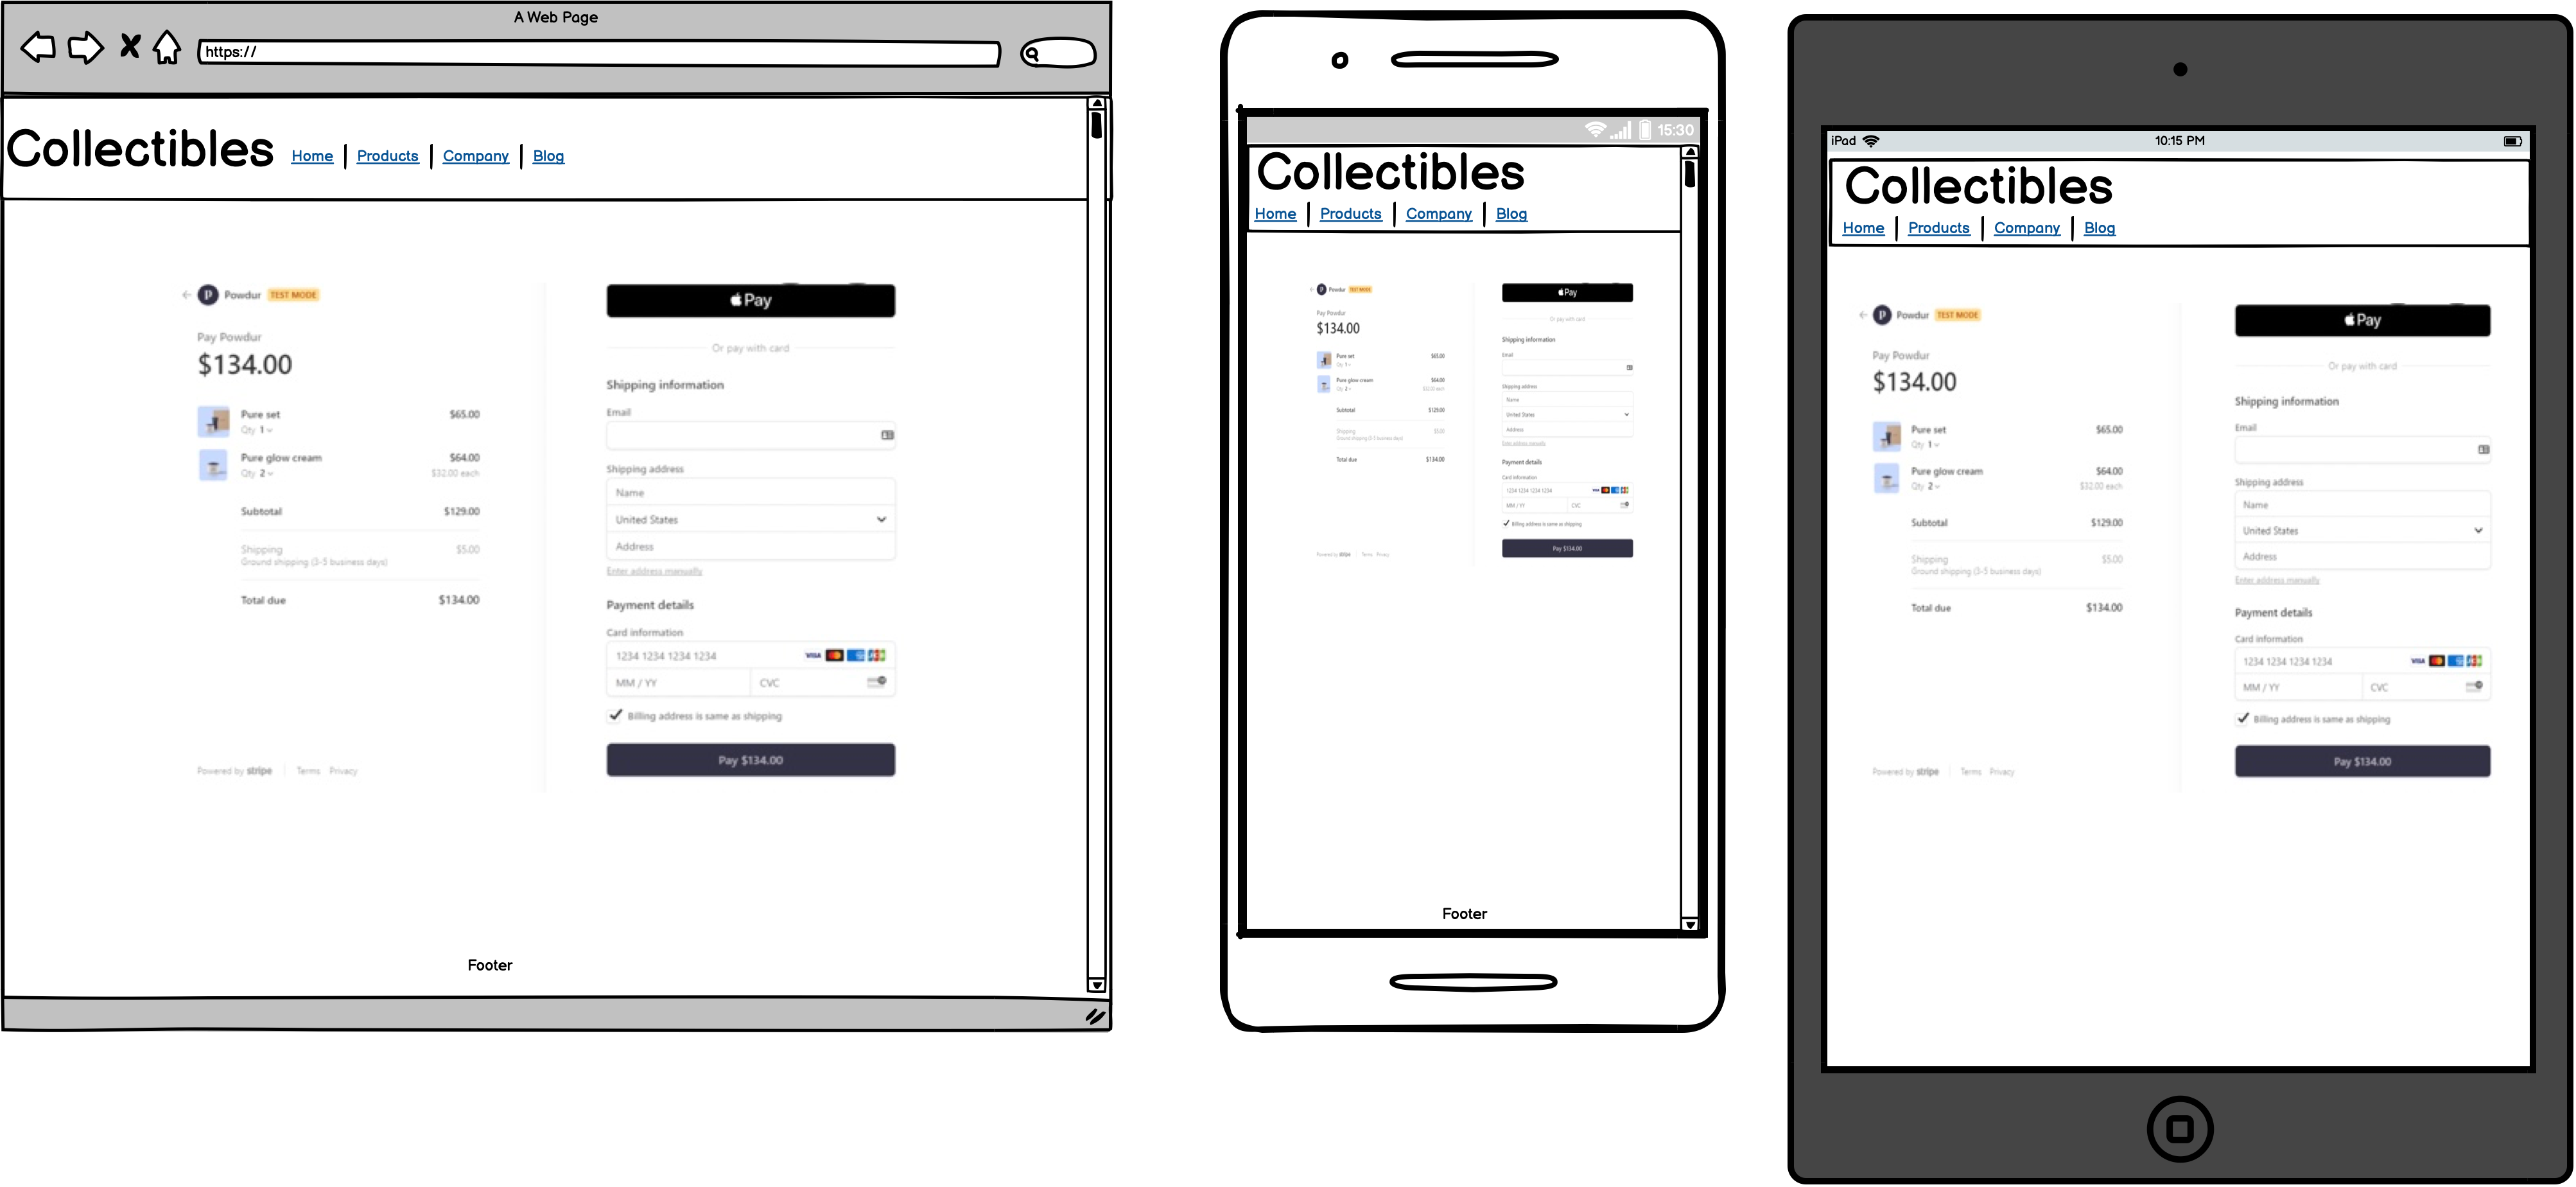 A Web Page
https://
Collectibles Home Products Company Blog
Powdur TEST MODE
Pay Powdur
$134.00
Pure set $65.00
Qty 1
Pure glow cream $64.00
Qty 2 $32.00 each
Subtotal $129.00
Shipping $5.00
Ground shipping (3-5 business days)
Total due $134.00
Powered by stripe Terms Privacy
Pay
Or pay with card
Shipping information
Email
Shipping address
Name
United States
Address
Enter address manually
Payment details
Card information
1234 1234 1234 1234 VISA
MM / YY CVC
Billing address is same as shipping
Pay $134.00
Footer
15:30
Collectibles
Home Products Company Blog
Powdur TEST MODE
Pay Powdur
$134.00
Pure set $65.00
Qty 1
Pure glow cream $64.00
Qty 2 $32.00 each
Subtotal $129.00
Shipping $5.00
Ground shipping (3-5 business days)
Total due $134.00
Powered by stripe Terms Privacy
Pay
Or pay with card
Shipping information
Email
Shipping address
Name
United States
Address
Enter address manually
Payment details
Card information
1234 1234 1234 1234 VISA
MM / YY CVC
Billing address is same as shipping
Pay $134.00
Footer
iPad 10:15 PM
Collectibles
Home Products Company Blog
Powdur TEST MODE
Pay Powdur
$134.00
Pure set $65.00
Qty 1
Pure glow cream $64.00
Qty 2 $32.00 each
Subtotal $129.00
Shipping $5.00
Ground shipping (3-5 business days)
Total due $134.00
Powered by stripe Terms Privacy
Pay
Or pay with card
Shipping information
Email
Shipping address
Name
United States
Address
Enter address manually
Payment details
Card information
1234 1234 1234 1234 VISA
MM / YY CVC
Billing address is same as shipping
Pay $134.00